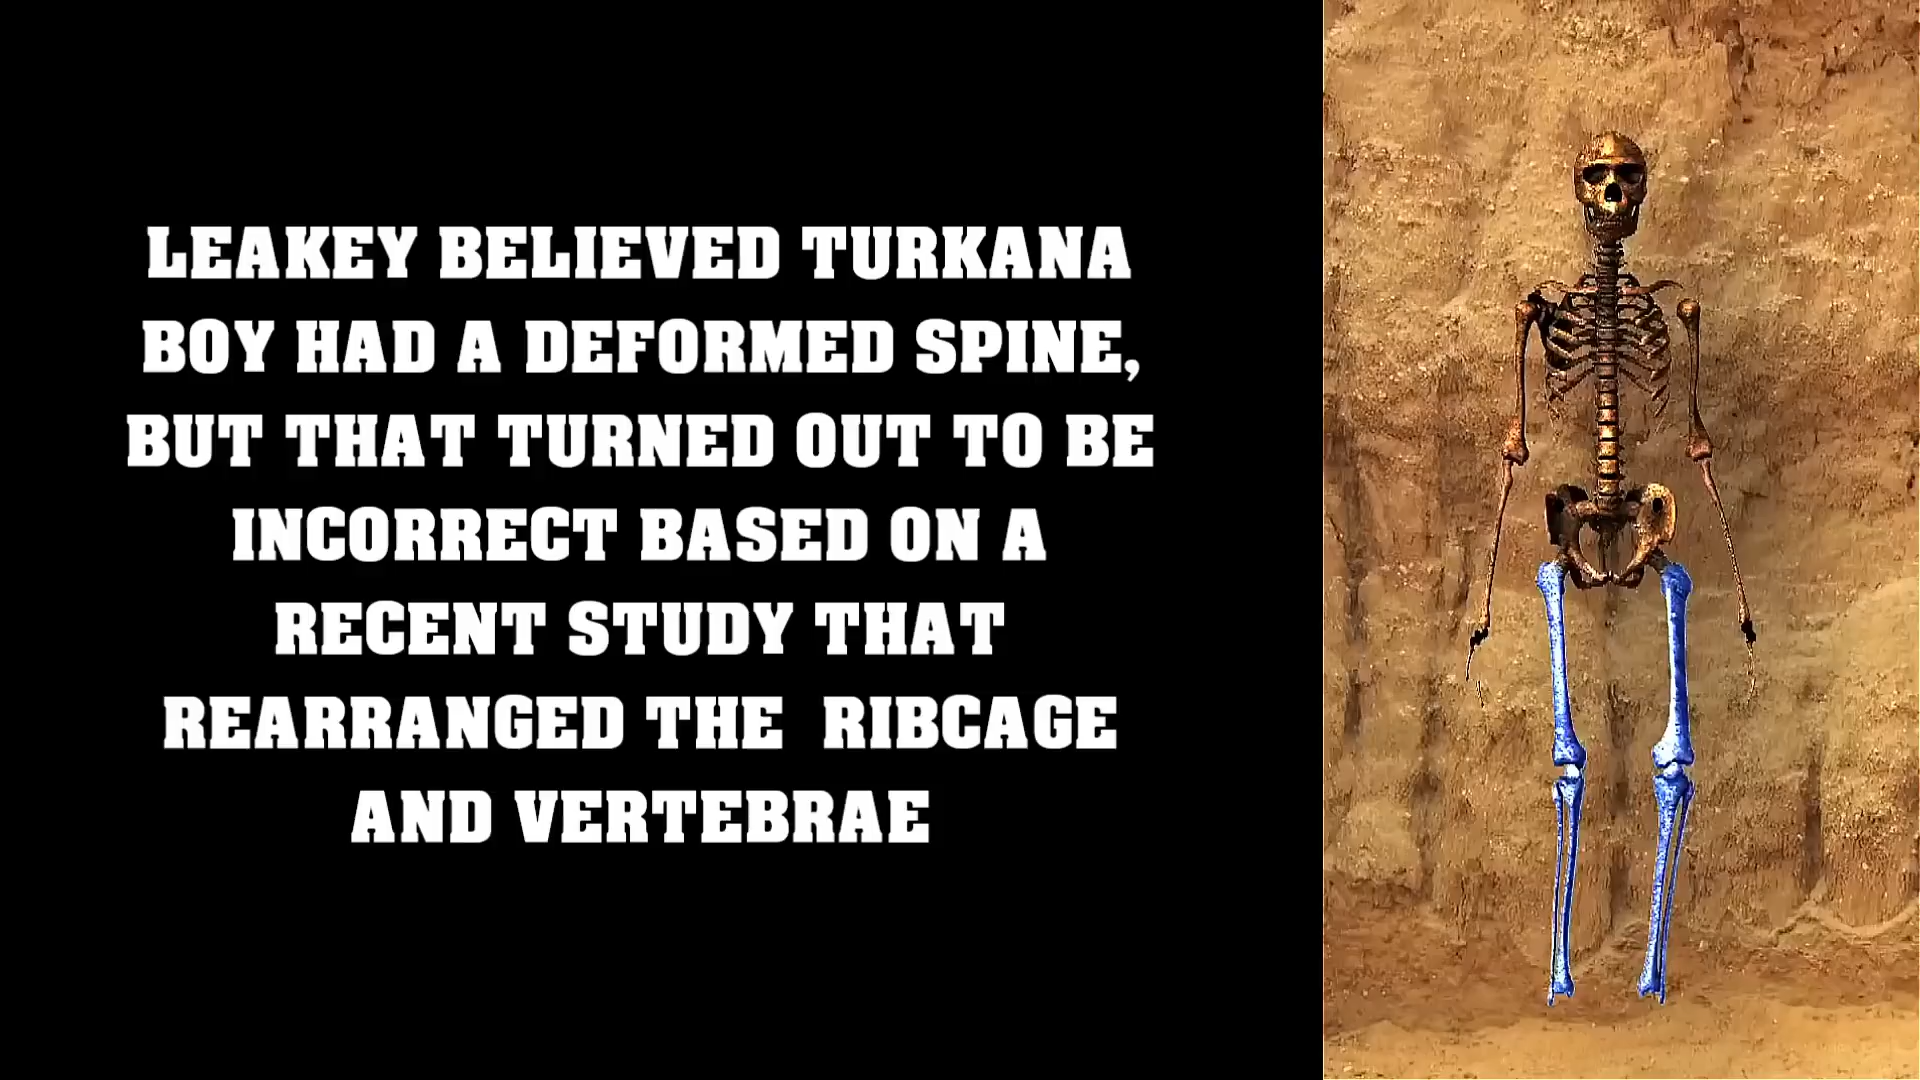 LEAKEY BELIEVED TURKANA
BOY HAD A DEFORMED SPINE,
BUT THAT TURNED OUT TO BE
INCORRECT BASED ON A
RECENT STUDY THAT
REARRANGED THE  RIBCAGE
AND VERTEBRAE